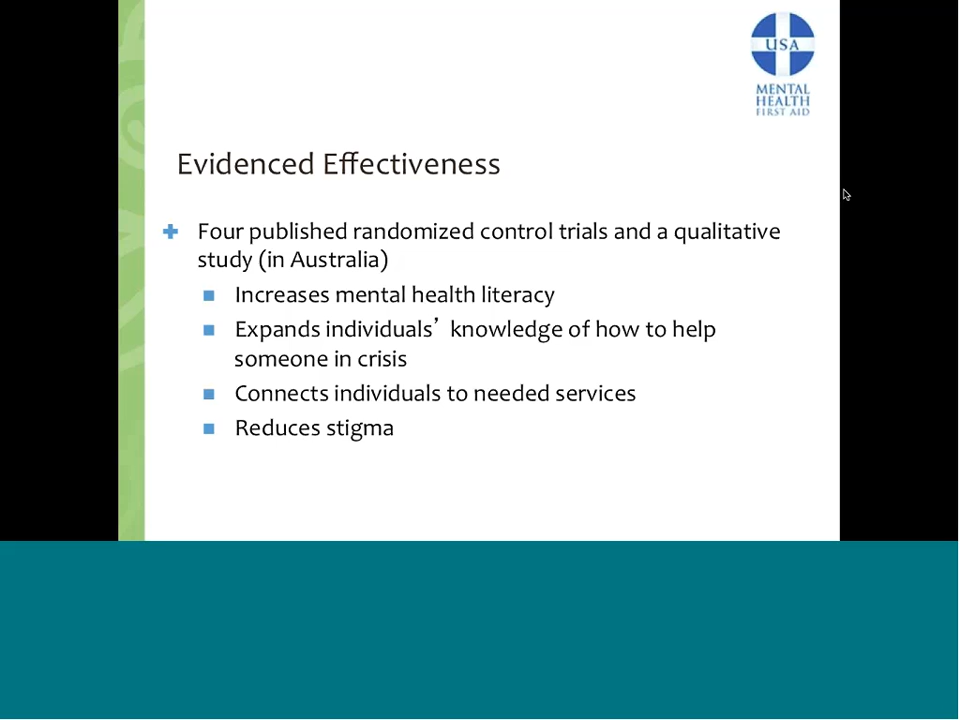 USA
MENTAL
HEALTH
FIRST AID
Evidenced Effectiveness
Four published randomized control trials and a qualitative
study (in Australia)
Increases mental health literacy
Expands individuals’ knowledge of how to help
someone in crisis
Connects individuals to needed services
Reduces stigma